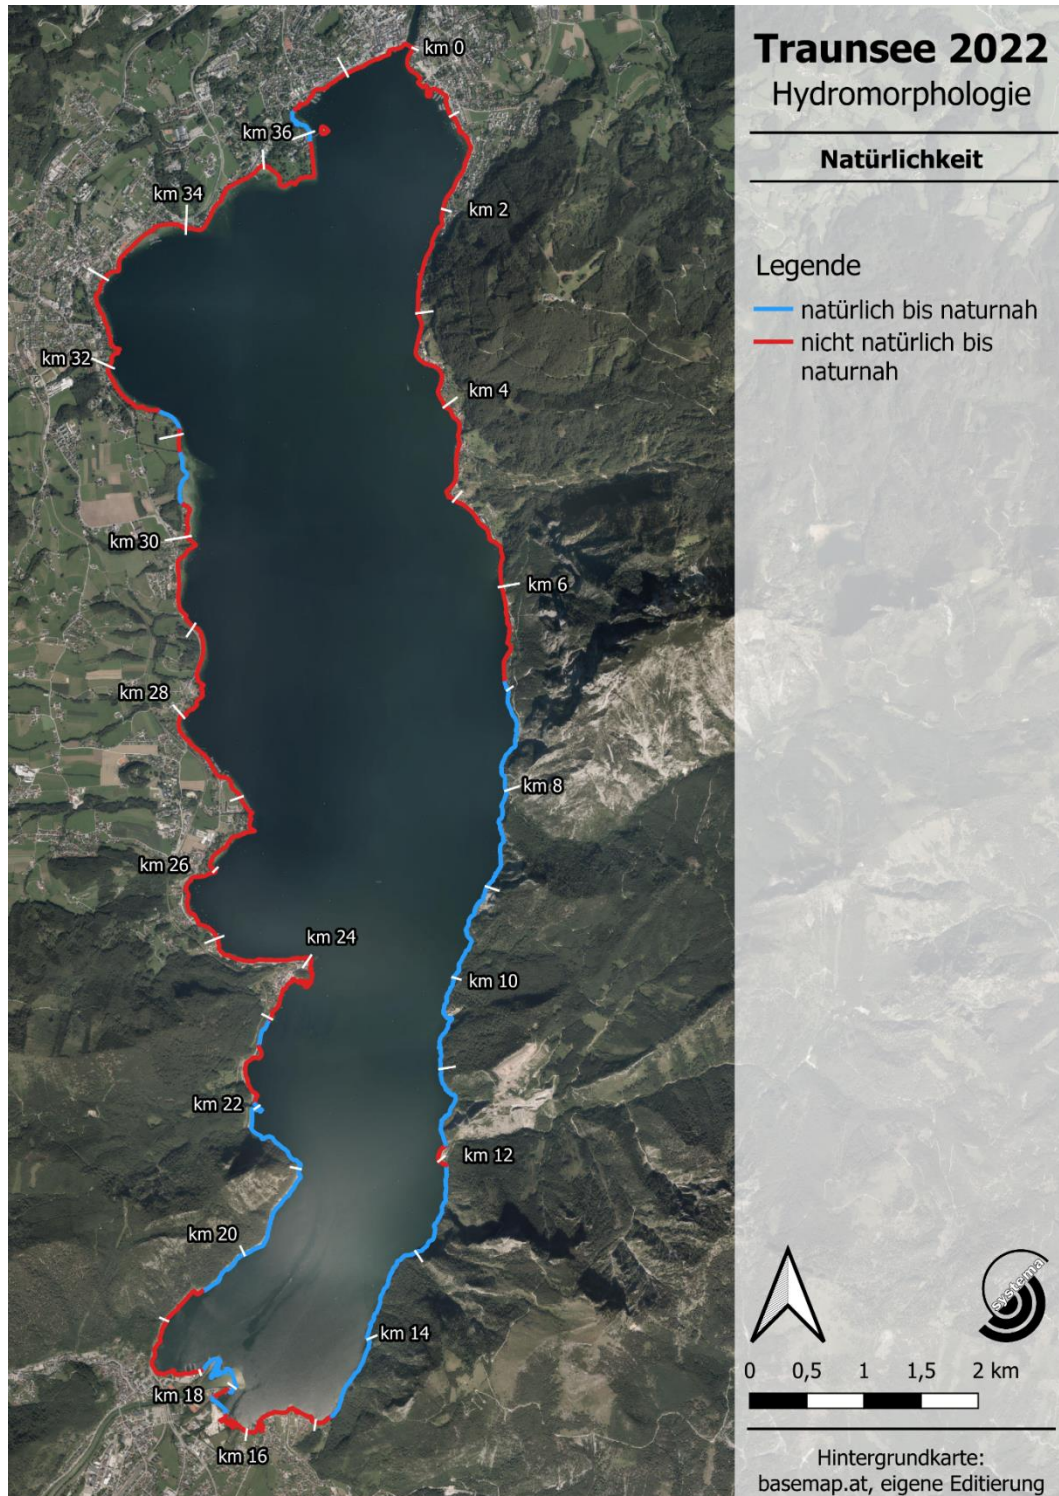 Traunsee 2022
Hydromorphologie
Natürlichkeit
Legende
natürlich bis naturnah
nicht natürlich bis
naturnah
km 0
km 36
km 34
km 2
km 32
km 4
km 30
km 6
km 28
km 8
km 26
km 24
km 10
km 22
km 12
km 20
km 14
km 18
km 16
systema
0 0,5 1 1,5 2 km
Hintergrundkarte:
basemap.at, eigene Editierung